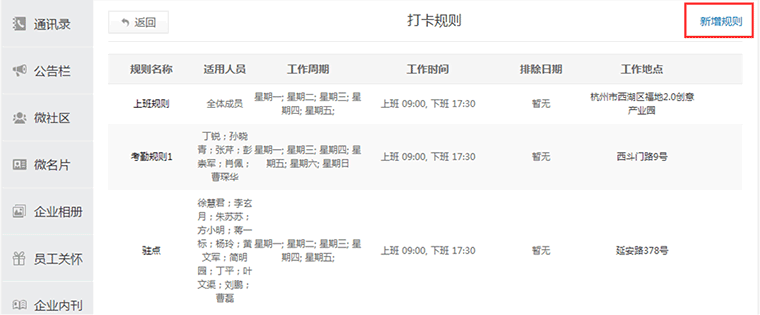 通讯录
公告栏
微社区
微名片
企业相册
员工关怀
企业内刊
返回
打卡规则
新增规则
规则名称 适用人员 工作周期 工作时间 排除日期 工作地点
上班规则 全体成员 星期一; 星期二; 星期三; 星
期四; 星期五; 上班 09:00, 下班 17:30 暂无 杭州市西湖区福地2.0创意
产业园
考勤规则1
丁锐；孙晓
青；张芹；彭
崇军；肖佩；
曹琛华
星期一; 星期三; 星期四; 星
期五; 星期六; 星期日
上班 09:00, 下班 17:30 暂无 西斗门路9号
驻点
徐慧君；李玄
月；朱苏苏；
方小明；蒋一
标；杨玲；黄
文军；简明
园；丁平；叶
文渠；刘鹏；
曹磊
星期一; 星期二; 星期三; 星
期四; 星期五;
上班 09:00, 下班 17:30 暂无 延安路378号